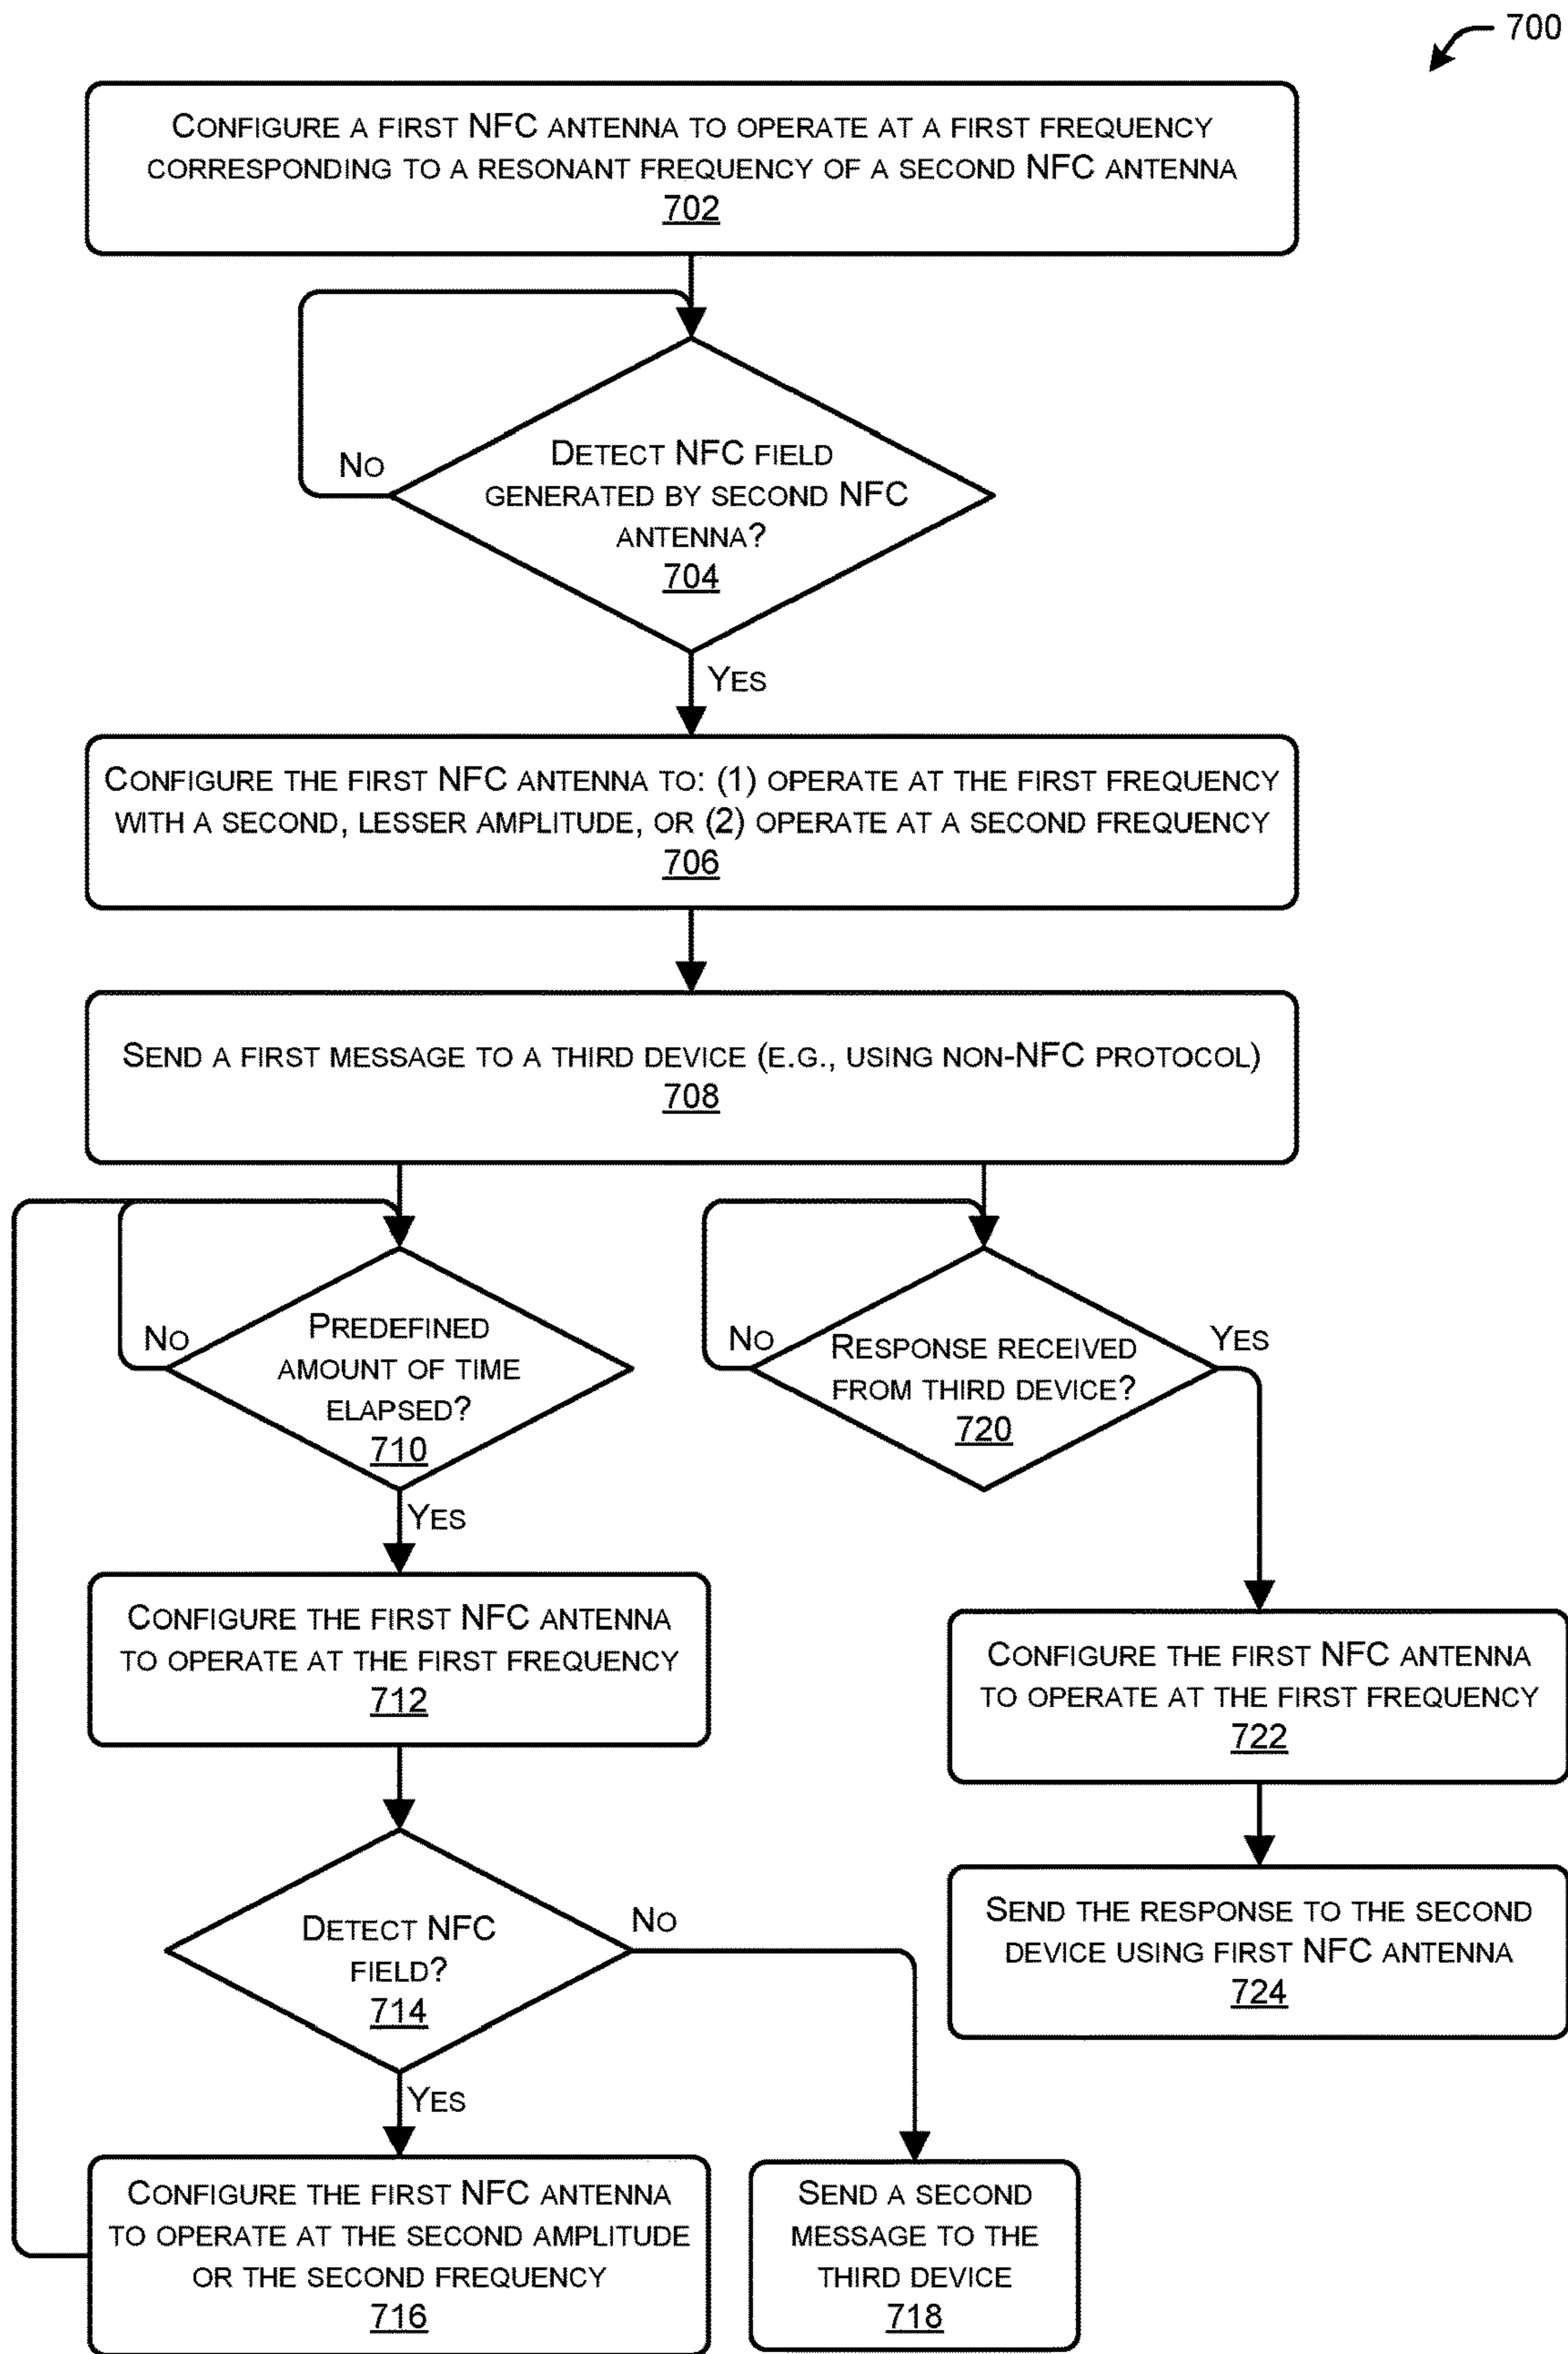 700
CONFIGURE A FIRST NFC ANTENNA TO OPERATE AT A FIRST FREQUENCY
CORRESPONDING TO A RESONANT FREQUENCY OF A SECOND NFC ANTENNA
702
DETECT NFC FIELD
GENERATED BY SECOND NFC
ANTENNA?
704
NO
YES
CONFIGURE THE FIRST NFC ANTENNA TO: (1) OPERATE AT THE FIRST FREQUENCY
WITH A SECOND, LESSER AMPLITUDE, OR (2) OPERATE AT A SECOND FREQUENCY
706
SEND A FIRST MESSAGE TO A THIRD DEVICE (E.G., USING NON-NFC PROTOCOL)
708
NO
PREDEFINED
AMOUNT OF TIME
ELAPSED?
710
YES
CONFIGURE THE FIRST NFC ANTENNA
TO OPERATE AT THE FIRST FREQUENCY
712
DETECT NFC
FIELD?
714
NO
YES
CONFIGURE THE FIRST NFC ANTENNA
TO OPERATE AT THE SECOND AMPLITUDE
OR THE SECOND FREQUENCY
716
SEND A SECOND
MESSAGE TO THE
THIRD DEVICE
718
NO
RESPONSE RECEIVED
FROM THIRD DEVICE?
720
YES
CONFIGURE THE FIRST NFC ANTENNA
TO OPERATE AT THE FIRST FREQUENCY
722
SEND THE RESPONSE TO THE SECOND
DEVICE USING FIRST NFC ANTENNA
724